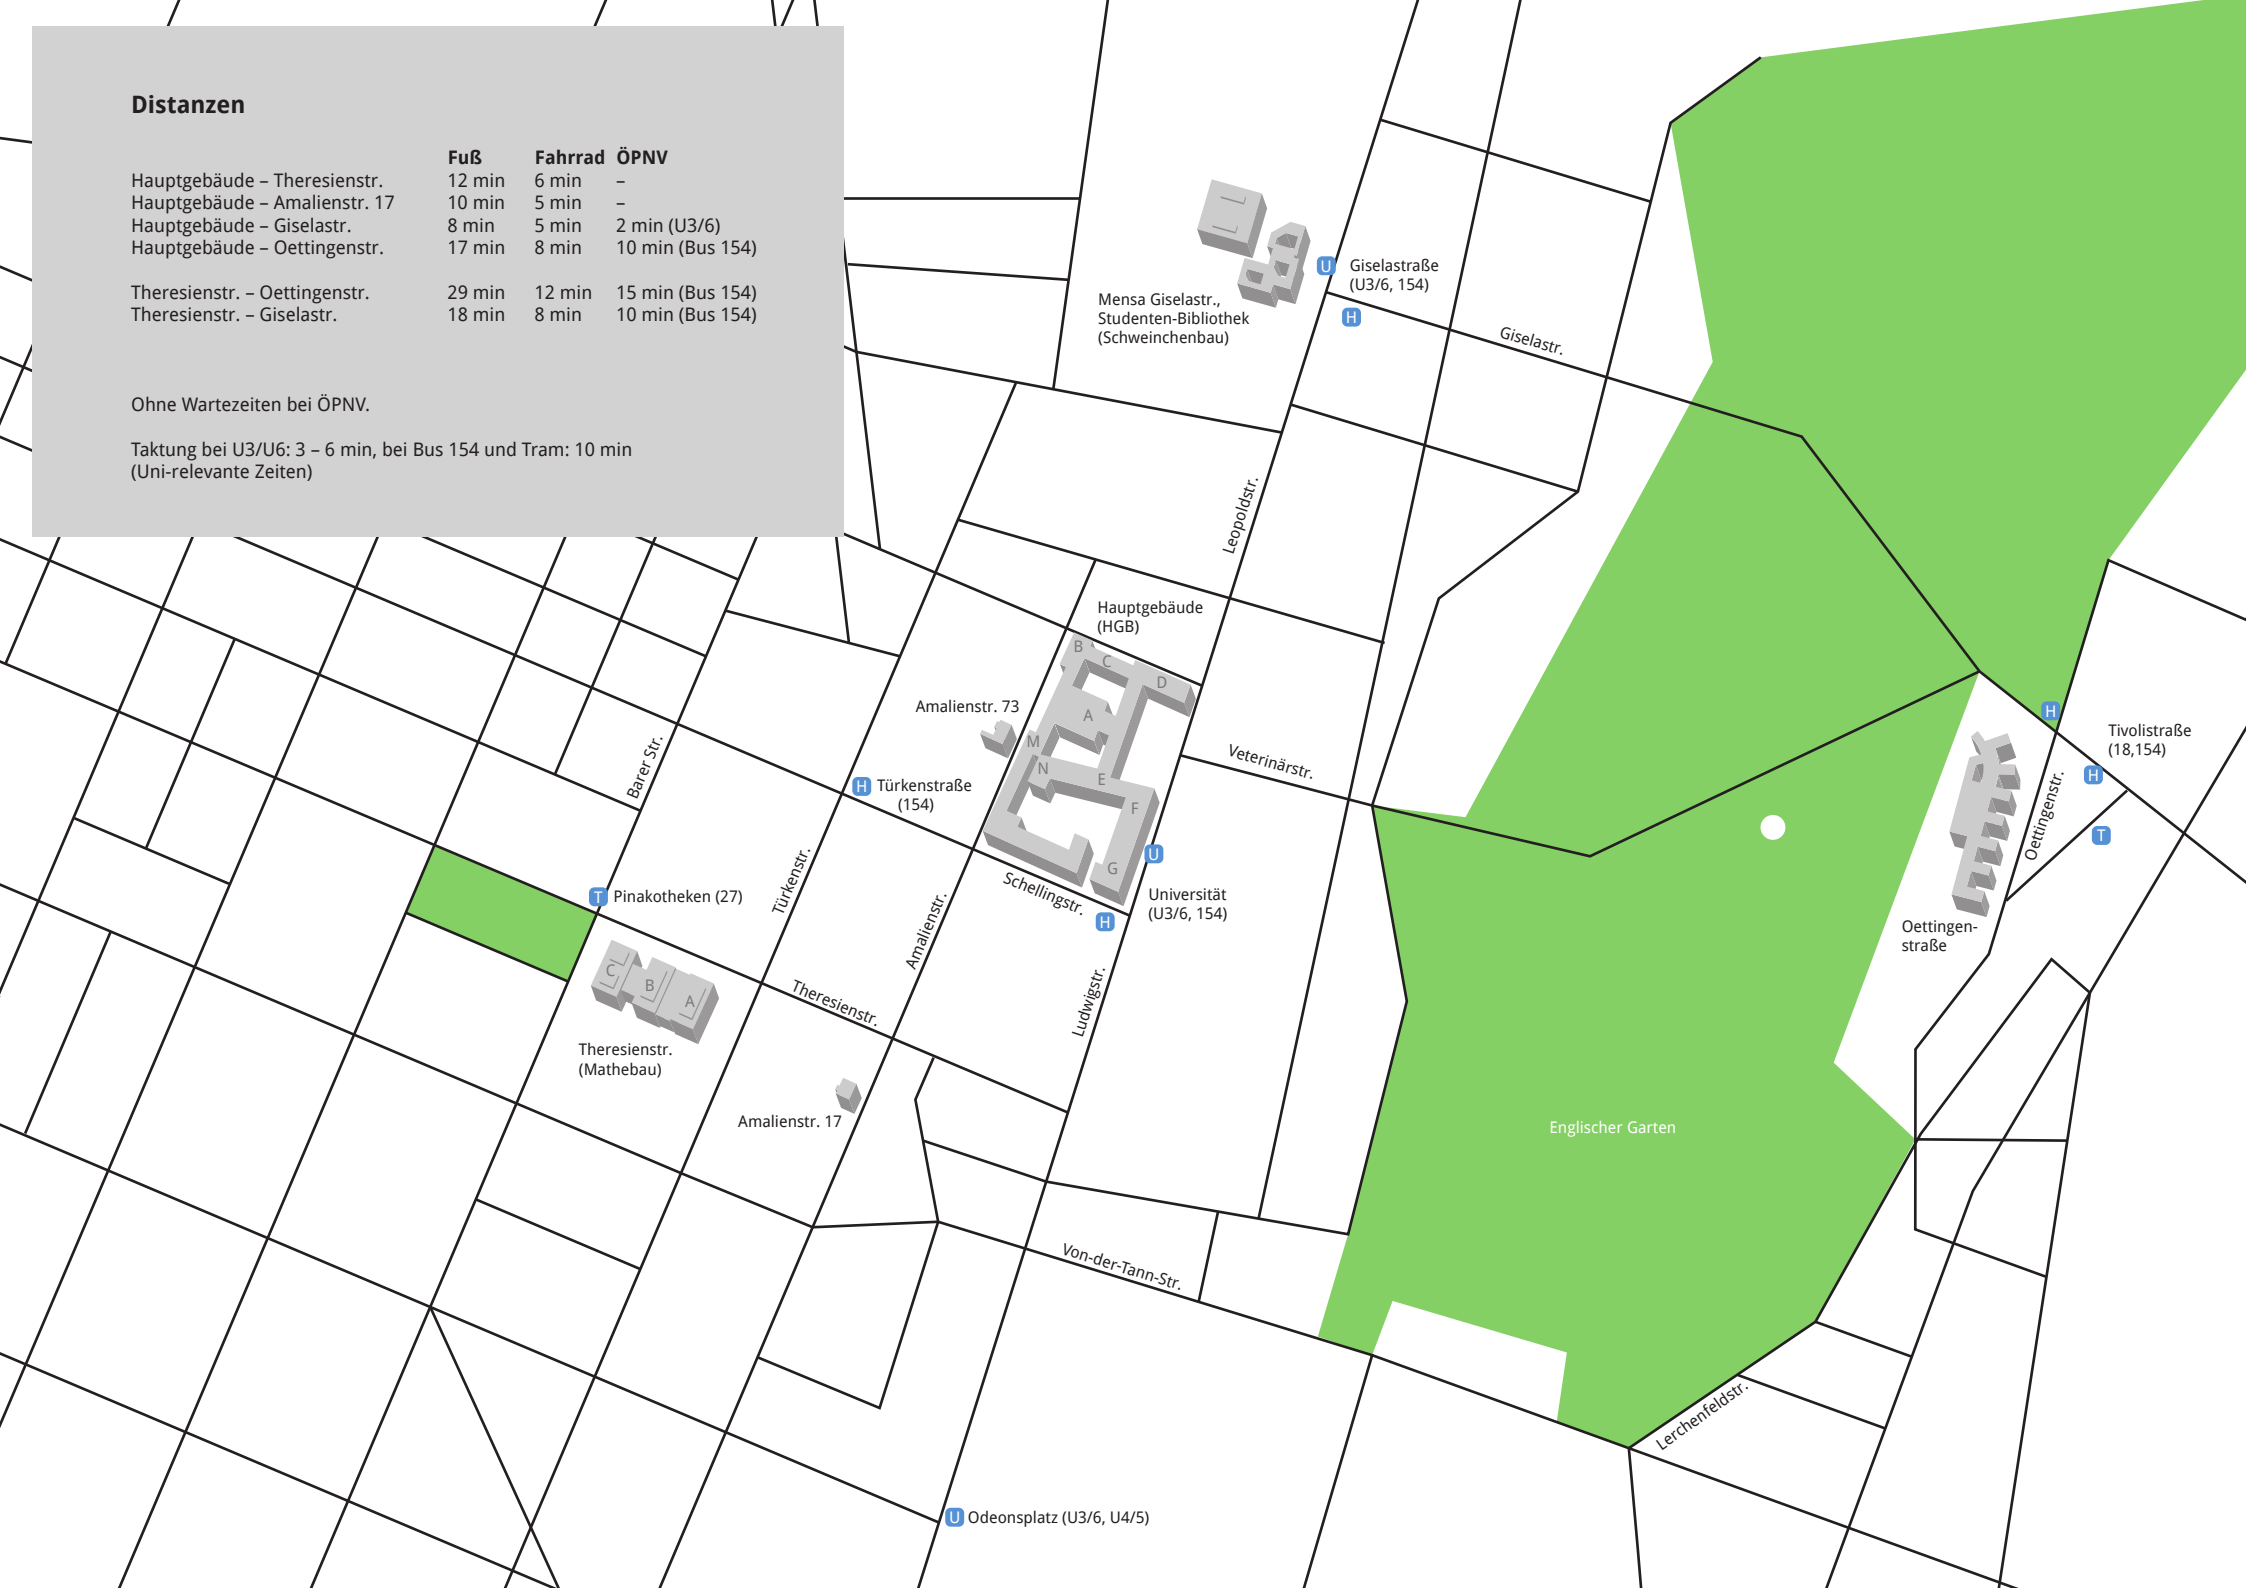 Distanzen
Fuß Fahrrad ÖPNV
Hauptgebäude – Theresienstr. 12 min 6 min –
Hauptgebäude – Amalienstr. 17 10 min 5 min –
Hauptgebäude – Giselastr. 8 min 5 min 2 min (U3/6)
Hauptgebäude – Oettingenstr. 17 min 8 min 10 min (Bus 154)
Theresienstr. – Oettingenstr. 29 min 12 min 15 min (Bus 154)
Theresienstr. – Giselastr. 18 min 8 min 10 min (Bus 154)
Ohne Wartezeiten bei ÖPNV.
Taktung bei U3/U6: 3 – 6 min, bei Bus 154 und Tram: 10 min
(Uni-relevante Zeiten)
U Giselastraße
(U3/6, 154)
H
Mensa Giselastr.,
Studenten-Bibliothek
(Schweinchenbau)
Giselastr.
Leopoldstr.
Hauptgebäude
(HGB)
B
C
D
A
M
N
E
F
G
Amalienstr. 73
H Türkenstraße
(154)
Barer Str.
Veterinärstr.
H
Tivolistraße
(18,154)
H
T
Oettingenstr.
Oettingen-
straße
Türkenstr.
Amalienstr.
Schellingstr.
U
Universität
(U3/6, 154)
H
Ludwigstr.
T Pinakotheken (27)
C
B
A
Theresienstr.
Theresienstr.
(Mathebau)
Amalienstr. 17
Englischer Garten
Von-der-Tann-Str.
Lerchenfeldstr.
U Odeonsplatz (U3/6, U4/5)